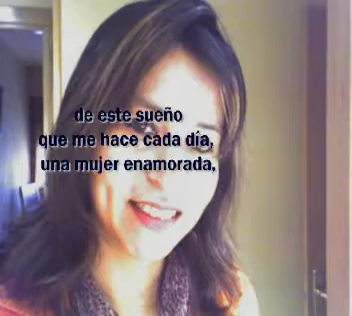 de este sueño
que me hace cada día,
una mujer enamorada,